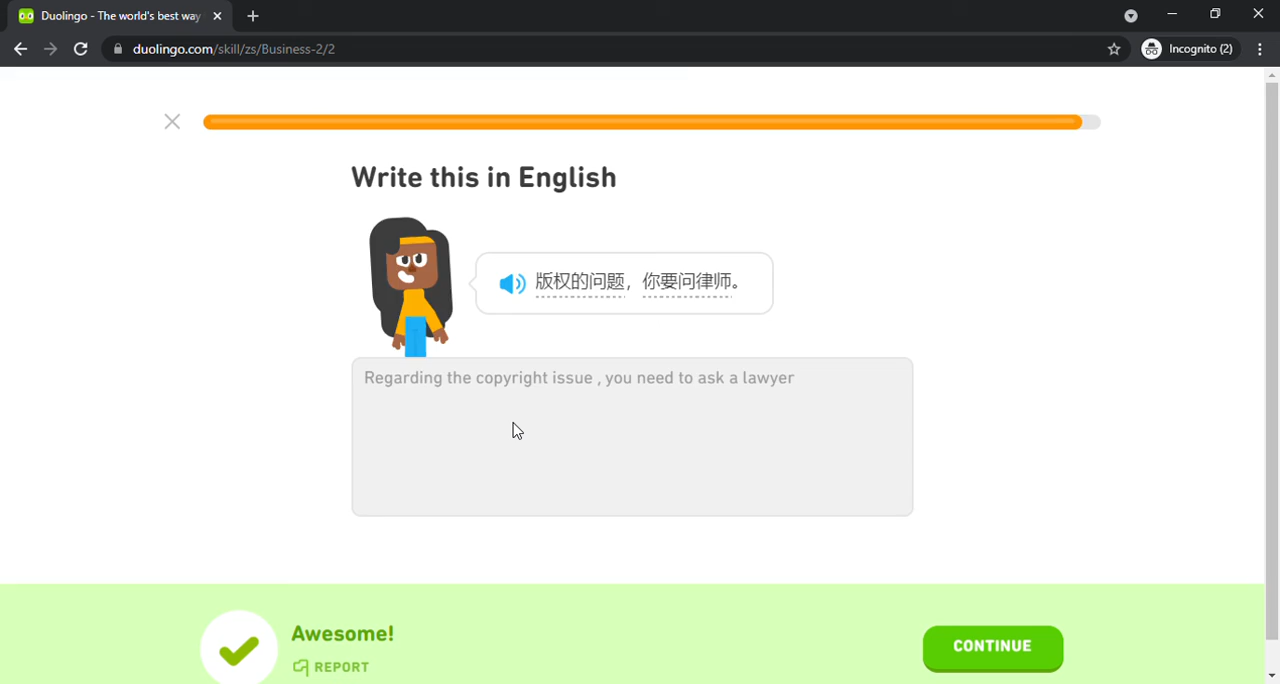 Duolingo - The world's best way
duolingo.com/skill/zs/Business-2/2
Incognito (2)
Write this in English
版权的问题，你要问律师。
Regarding the copyright issue , you need to ask a lawyer
Awesome!
REPORT
CONTINUE